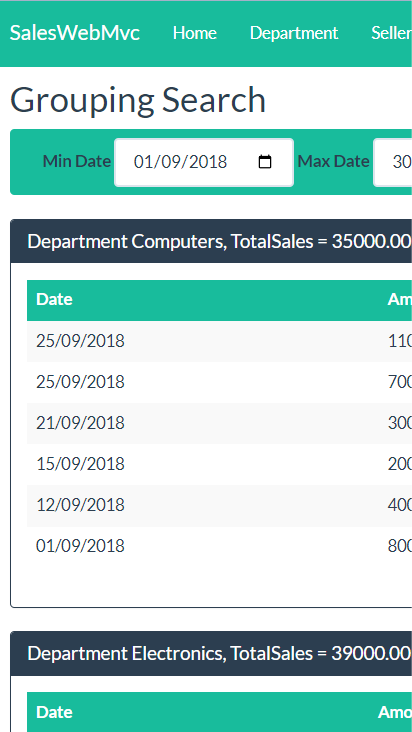 SalesWebMvc Home Department Seller
Grouping Search
Min Date 01/09/2018 Max Date 30
Department Computers, TotalSales = 35000.00
Date Am
25/09/2018 110
25/09/2018 700
21/09/2018 300
15/09/2018 200
12/09/2018 400
01/09/2018 800
Department Electronics, TotalSales = 39000.00
Date Amo